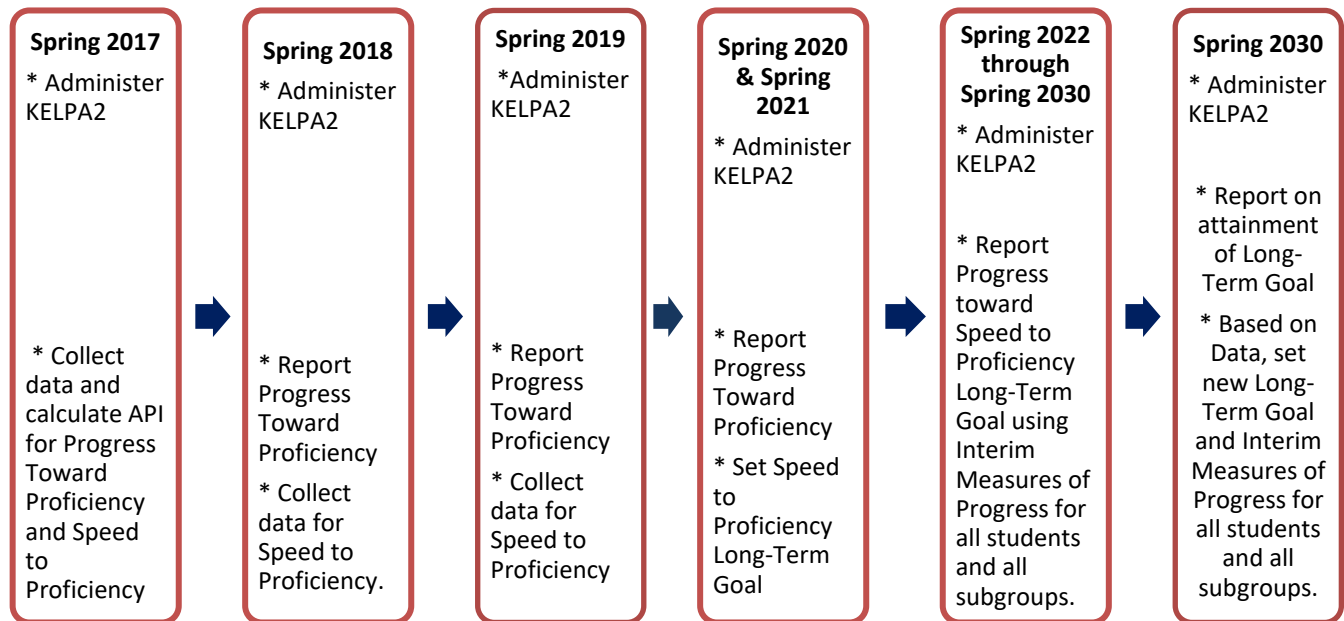 Spring 2017
* Administer
KELPA2
* Collect
data and
calculate API
for Progress
Toward
Proficiency
and Speed
to
Proficiency
Spring 2018
* Administer
KELPA2
* Report
Progress
Toward
Proficiency
* Collect
data for
Speed to
Proficiency.
Spring 2019
*Administer
KELPA2
* Report
Progress
Toward
Proficiency
* Collect
data for
Speed to
Proficiency
Spring 2020
& Spring
2021
* Administer
KELPA2
* Report
Progress
Toward
Proficiency
* Set Speed
to
Proficiency
Long-Term
Goal
Spring 2022
through
Spring 2030
* Administer
KELPA2
* Report
Progress
toward
Speed to
Proficiency
Long-Term
Goal using
Interim
Measures of
Progress for
all students
and all
subgroups.
Spring 2030
* Administer
KELPA2
* Report on
attainment
of Long-
Term Goal
* Based on
Data, set
new Long-
Term Goal
and Interim
Measures of
Progress for
all students
and all
subgroups.